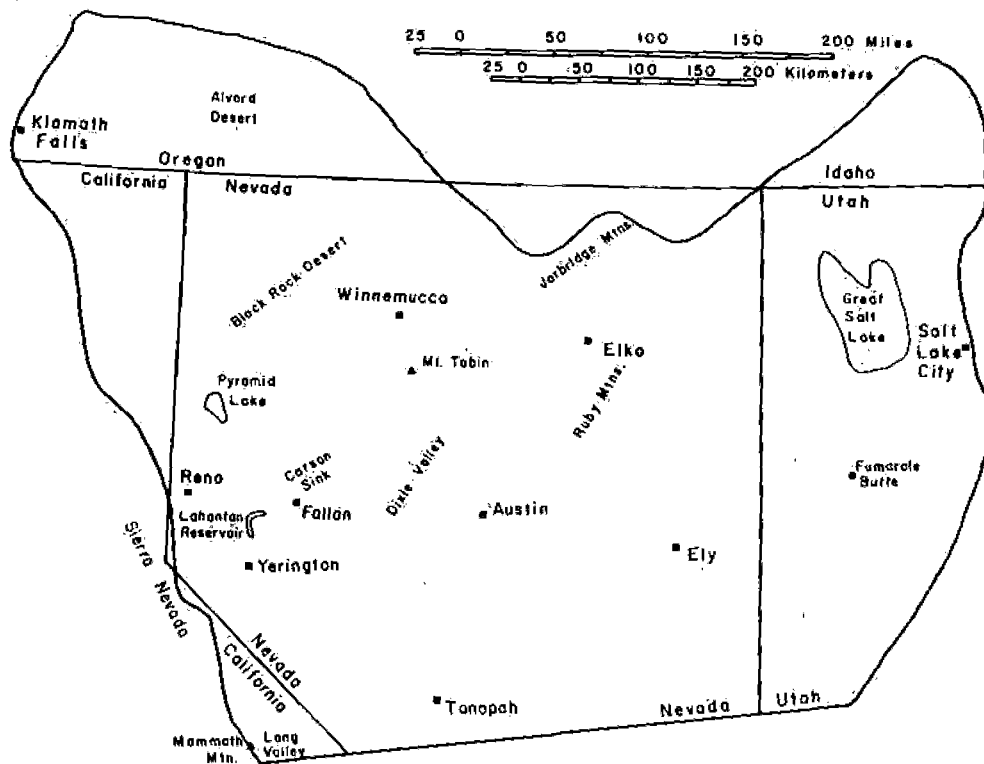 25 0 50 100 150 200 Miles
25 0 50 100 150 200 Kilometers
Alvord
Desert
Klamath
Falls
Oregon
California
Nevada
Idaho
Utah
Jarbridge Mtns.
Black Rock Desert
Winnemucca
Great
Salt
Lake
Salt
Lake
City
Elko
Mt. Tobin
Ruby Mtns.
Pyramid
Lake
Reno
Carson
Sink
Dixie Valley
Fumarole
Butte
Fallon
Austin
Lahontan
Reservoir
Sierra Nevada
Yerington
Ely
Nevada
California
Tonopah
Nevada
Utah
Mammoth
Mtn.
Long
Valley